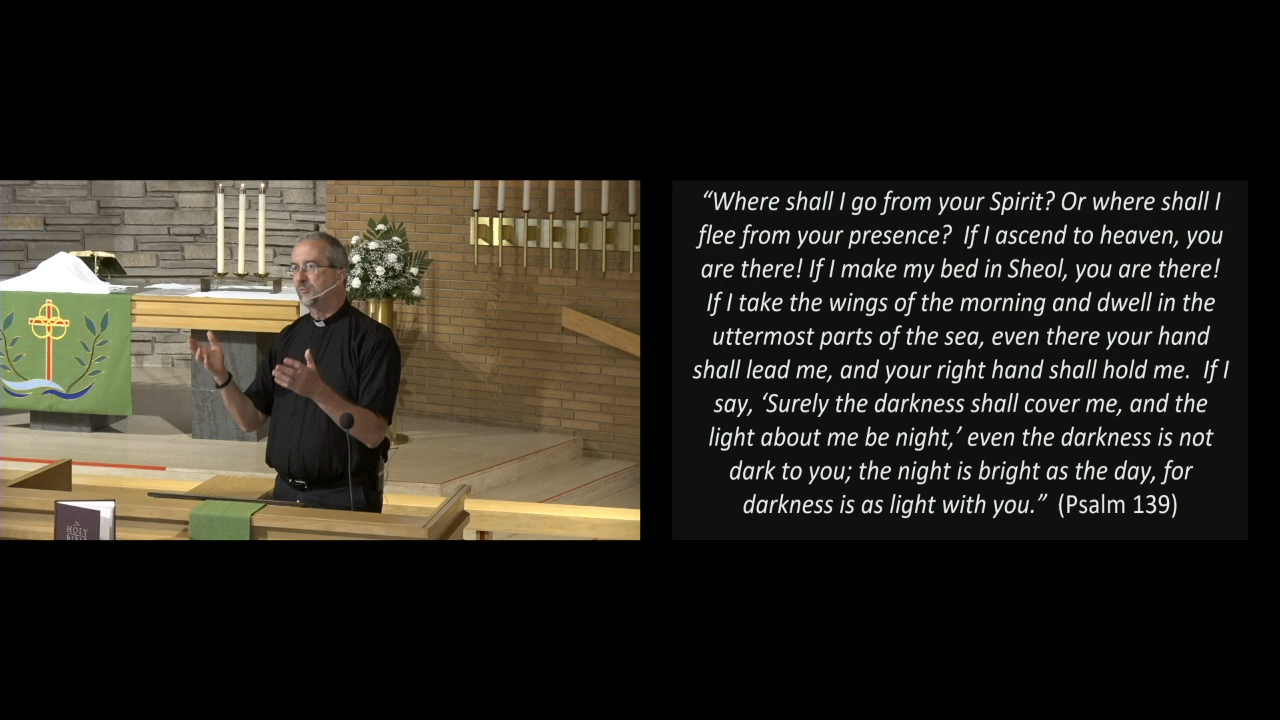 “Where shall I go from your Spirit? Or where shall I
flee from your presence?  If I ascend to heaven, you
are there! If I make my bed in Sheol, you are there!
If I take the wings of the morning and dwell in the
uttermost parts of the sea, even there your hand
shall lead me, and your right hand shall hold me.  If I
say, ‘Surely the darkness shall cover me, and the
light about me be night,’ even the darkness is not
dark to you; the night is bright as the day, for
darkness is as light with you.”  (Psalm 139)
The
HOLY
BIBLE